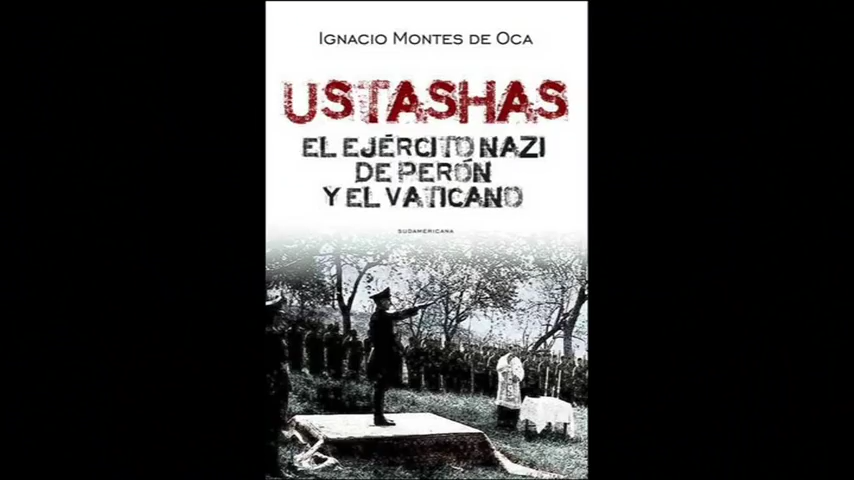 IGNACIO MONTES DE OCA
USTASHAS
EL EJÉRCITO NAZI
DE PERÓN
Y EL VATICANO
SUDAMERICANA